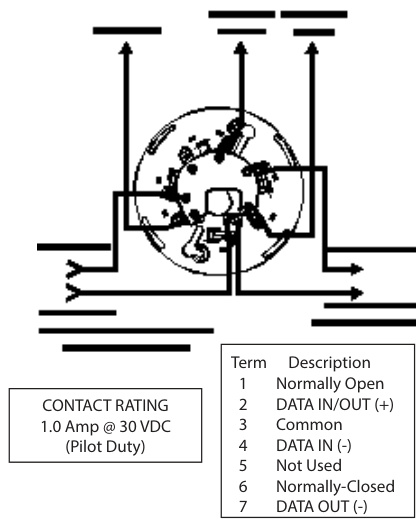 CONTACT RATING
1.0 Amp @ 30 VDC
(Pilot Duty)
Term Description
1 Normally Open
2 DATA IN/OUT (+)
3 Common
4 DATA IN (-)
5 Not Used
6 Normally-Closed
7 DATA OUT (-)